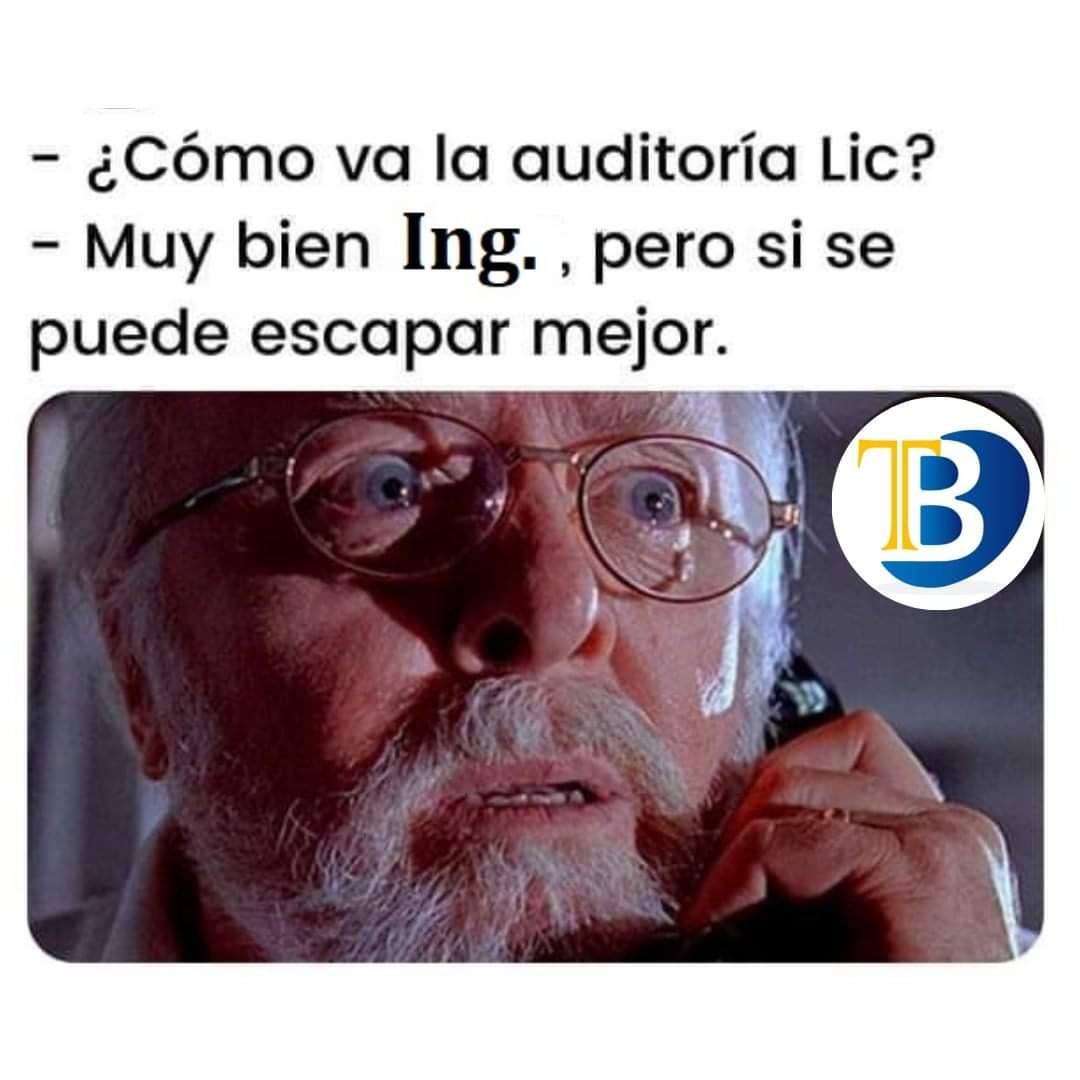 - ¿Cómo va la auditoría Lic?
- Muy bien Ing. , pero si se
puede escapar mejor.
TB